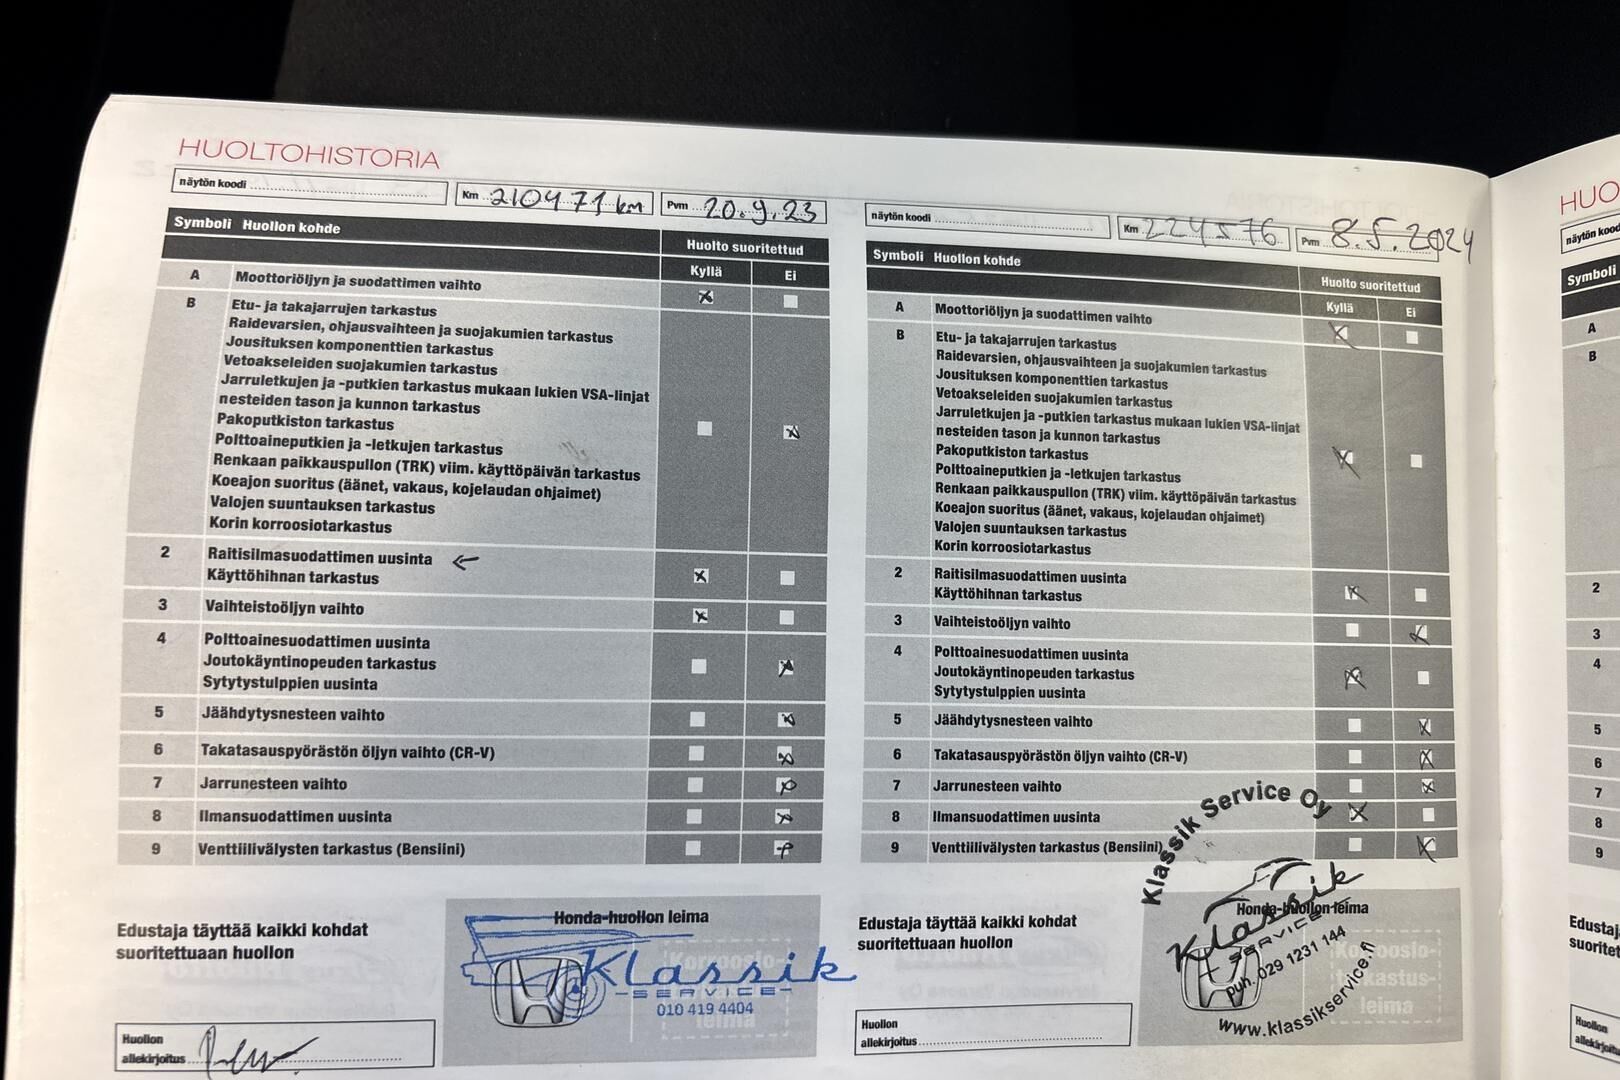 HUOLTOHISTORIA
näytön koodi
Km 210471 km
Pvm 20.9.23
Symboli Huollon kohde
Huolto suoritettud
Kyllä Ei
A Moottoriöljyn ja suodattimen vaihto
B Etu- ja takajarrujen tarkastus
Raidevarsien, ohjausvaihteen ja suojakumien tarkastus
Jousituksen komponenttien tarkastus
Vetoakseleiden suojakumien tarkastus
Jarruletkujen ja -putkien tarkastus mukaan lukien VSA-linjat
nesteiden tason ja kunnon tarkastus
Pakoputkiston tarkastus
Polttoaineputkien ja -letkujen tarkastus
Renkaan paikkauspullon (TRK) viim. käyttöpäivän tarkastus
Koeajon suoritus (äänet, vakaus, kojelaudan ohjaimet)
Valojen suuntauksen tarkastus
Korin korroosiotarkastus
2 Raitisilmasuodattimen uusinta
Käyttöhihnan tarkastus
3 Vaihteistoöljyn vaihto
4 Polttoainesuodattimen uusinta
Joutokäyntinopeuden tarkastus
Sytytystulppien uusinta
5 Jäähdytysnesteen vaihto
6 Takatasauspyörästön öljyn vaihto (CR-V)
7 Jarrunesteen vaihto
8 Ilmansuodattimen uusinta
9 Venttiilivälysten tarkastus (Bensiini)
Edustaja täyttää kaikki kohdat
suoritettuaan huollon
Honda-huollon leima
Klassik
SERVICE
010 419 4404
Huollon
allekirjoitus
näytön koodi
Km 224576
Pvm 8.5.2024
Symboli Huollon kohde
Huolto suoritettud
Kyllä Ei
A Moottoriöljyn ja suodattimen vaihto
B Etu- ja takajarrujen tarkastus
Raidevarsien, ohjausvaihteen ja suojakumien tarkastus
Jousituksen komponenttien tarkastus
Vetoakseleiden suojakumien tarkastus
Jarruletkujen ja -putkien tarkastus mukaan lukien VSA-linjat
nesteiden tason ja kunnon tarkastus
Pakoputkiston tarkastus
Polttoaineputkien ja -letkujen tarkastus
Renkaan paikkauspullon (TRK) viim. käyttöpäivän tarkastus
Koeajon suoritus (äänet, vakaus, kojelaudan ohjaimet)
Valojen suuntauksen tarkastus
Korin korroosiotarkastus
2 Raitisilmasuodattimen uusinta
Käyttöhihnan tarkastus
3 Vaihteistoöljyn vaihto
4 Polttoainesuodattimen uusinta
Joutokäyntinopeuden tarkastus
Sytytystulppien uusinta
5 Jäähdytysnesteen vaihto
6 Takatasauspyörästön öljyn vaihto (CR-V)
7 Jarrunesteen vaihto
8 Ilmansuodattimen uusinta
9 Venttiilivälysten tarkastus (Bensiini)
Edustaja täyttää kaikki kohdat
suoritettuaan huollon
Honda-huollon leima
Klassik Service Oy
Klassik
SERVICE
puh. 029 1231 144
www.klassikservice.fi
Huollon
allekirjoitus
HUO
näytön kood
Symboli
A
B
2
3
4
5
6
7
8
9
Edustaj
suoritet
Huollon